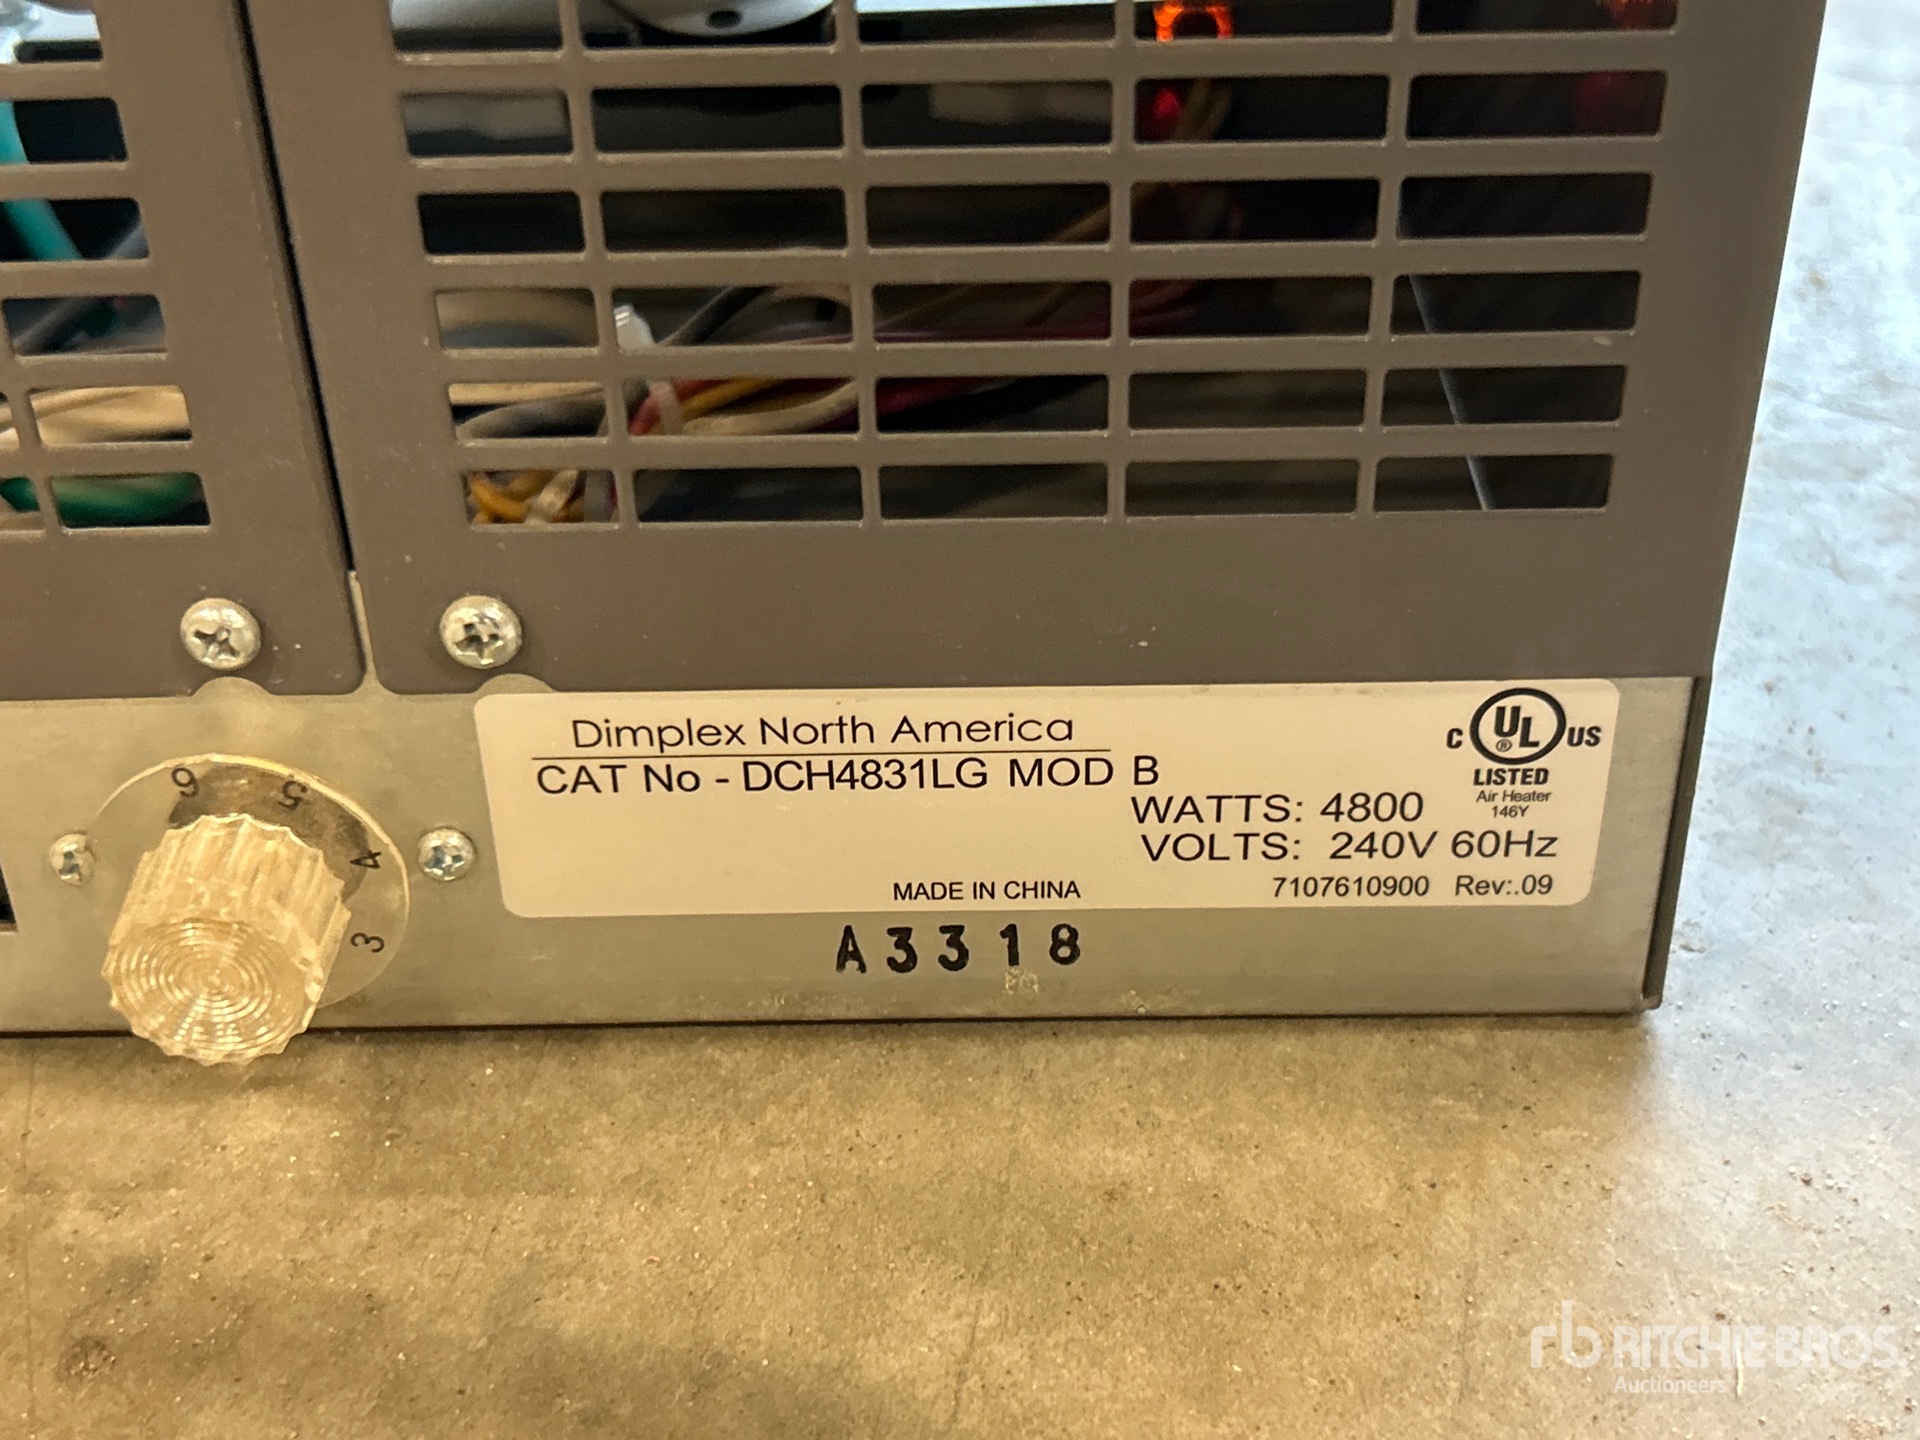 Dimplex North America
CAT No - DCH4831LG MOD B
WATTS: 4800
VOLTS: 240V 60Hz
MADE IN CHINA
7107610900 Rev:.09
C UL ® US
LISTED
Air Heater
146Y
A3318
6 5 4 3
rb RITCHIE BROS.
Auctioneers